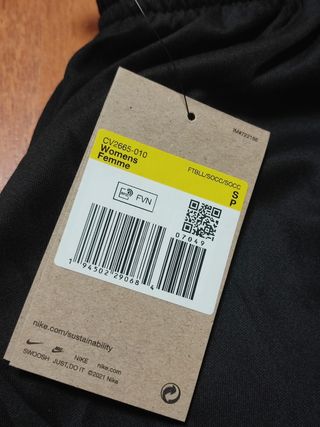 IM4722186
CV2665-010
Womens
Femme
FTBLL/SOCC/SOCC
S
P
FVN
07049
1 94502 29068 4
nike.com/sustainability
NIKE nike.com
SWOOSH JUST DO IT ©2021 Nike